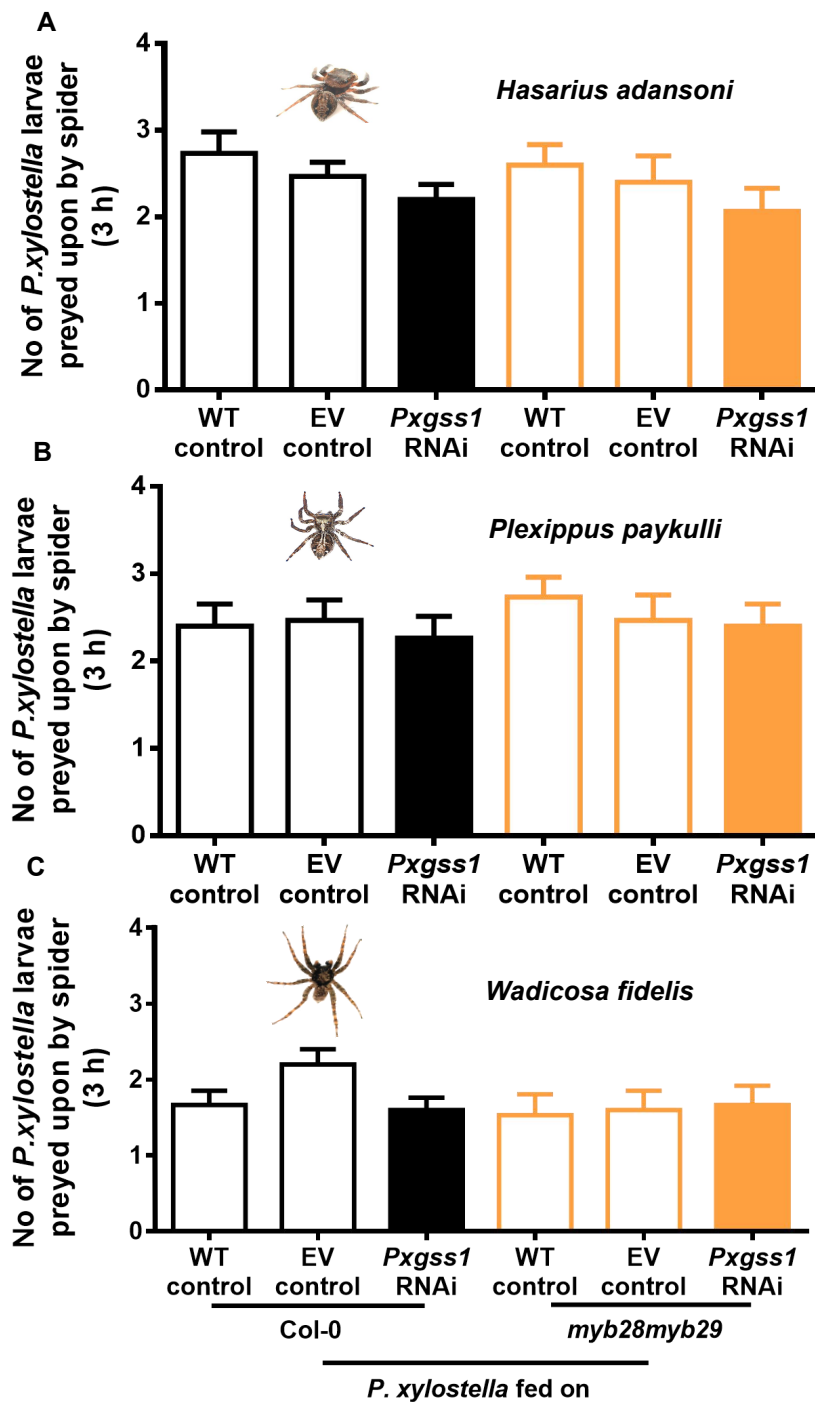 A
No of P.xylostella larvae
preyed upon by spider
(3 h)
4
3
2
1
0
Hasarius adansoni
WT
control
EV
control
Pxgss1
RNAi
WT
control
EV
control
Pxgss1
RNAi
B
No of P.xylostella larvae
preyed upon by spider
(3 h)
4
3
2
1
0
Plexippus paykulli
WT
control
EV
control
Pxgss1
RNAi
WT
control
EV
control
Pxgss1
RNAi
C
No of P.xylostella larvae
preyed upon by spider
(3 h)
4
3
2
1
0
Wadicosa fidelis
WT
control
EV
control
Pxgss1
RNAi
WT
control
EV
control
Pxgss1
RNAi
Col-0
myb28myb29
P. xylostella fed on